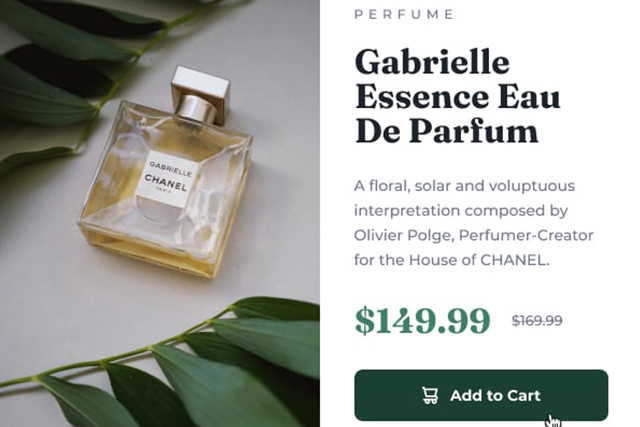 GABRIELLE
CHANEL
PARIS
PERFUME
Gabrielle
Essence Eau
De Parfum
A floral, solar and voluptuous
interpretation composed by
Olivier Polge, Perfumer-Creator
for the House of CHANEL.
$149.99 $169.99
Add to Cart